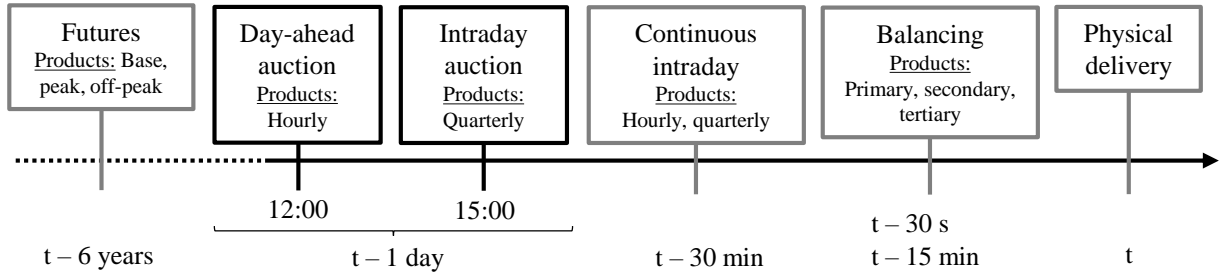 Futures
Products: Base,
peak, off-peak
Day-ahead
auction
Products:
Hourly
Intraday
auction
Products:
Quarterly
Continuous
intraday
Products:
Hourly, quarterly
Balancing
Products:
Primary, secondary,
tertiary
Physical
delivery
12:00
15:00
t – 6 years
t – 1 day
t – 30 min
t – 30 s
t – 15 min
t